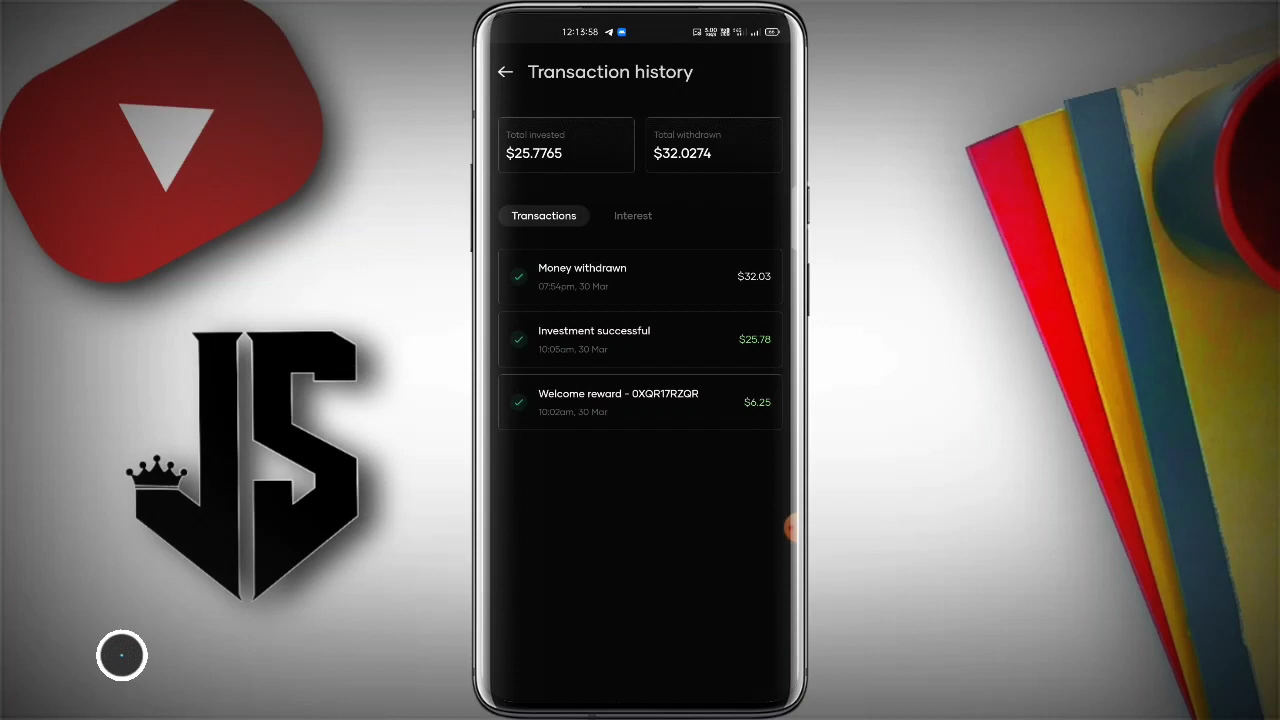 12:13:58
Transaction history
Total invested
$25.7765
Total withdrawn
$32.0274
Transactions
Interest
Money withdrawn
$32.03
07:54pm, 30 Mar
Investment successful
$25.78
10:05am, 30 Mar
Welcome reward - 0XQR17RZQR
$6.25
10:02am, 30 Mar
JS